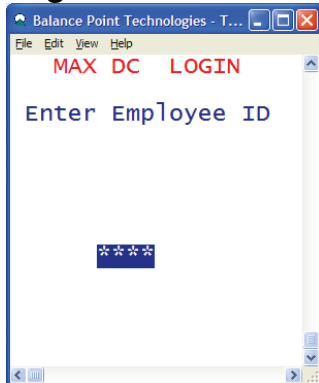 Balance Point Technologies - T...
File Edit View Help
MAX DC LOGIN
Enter Employee ID
****